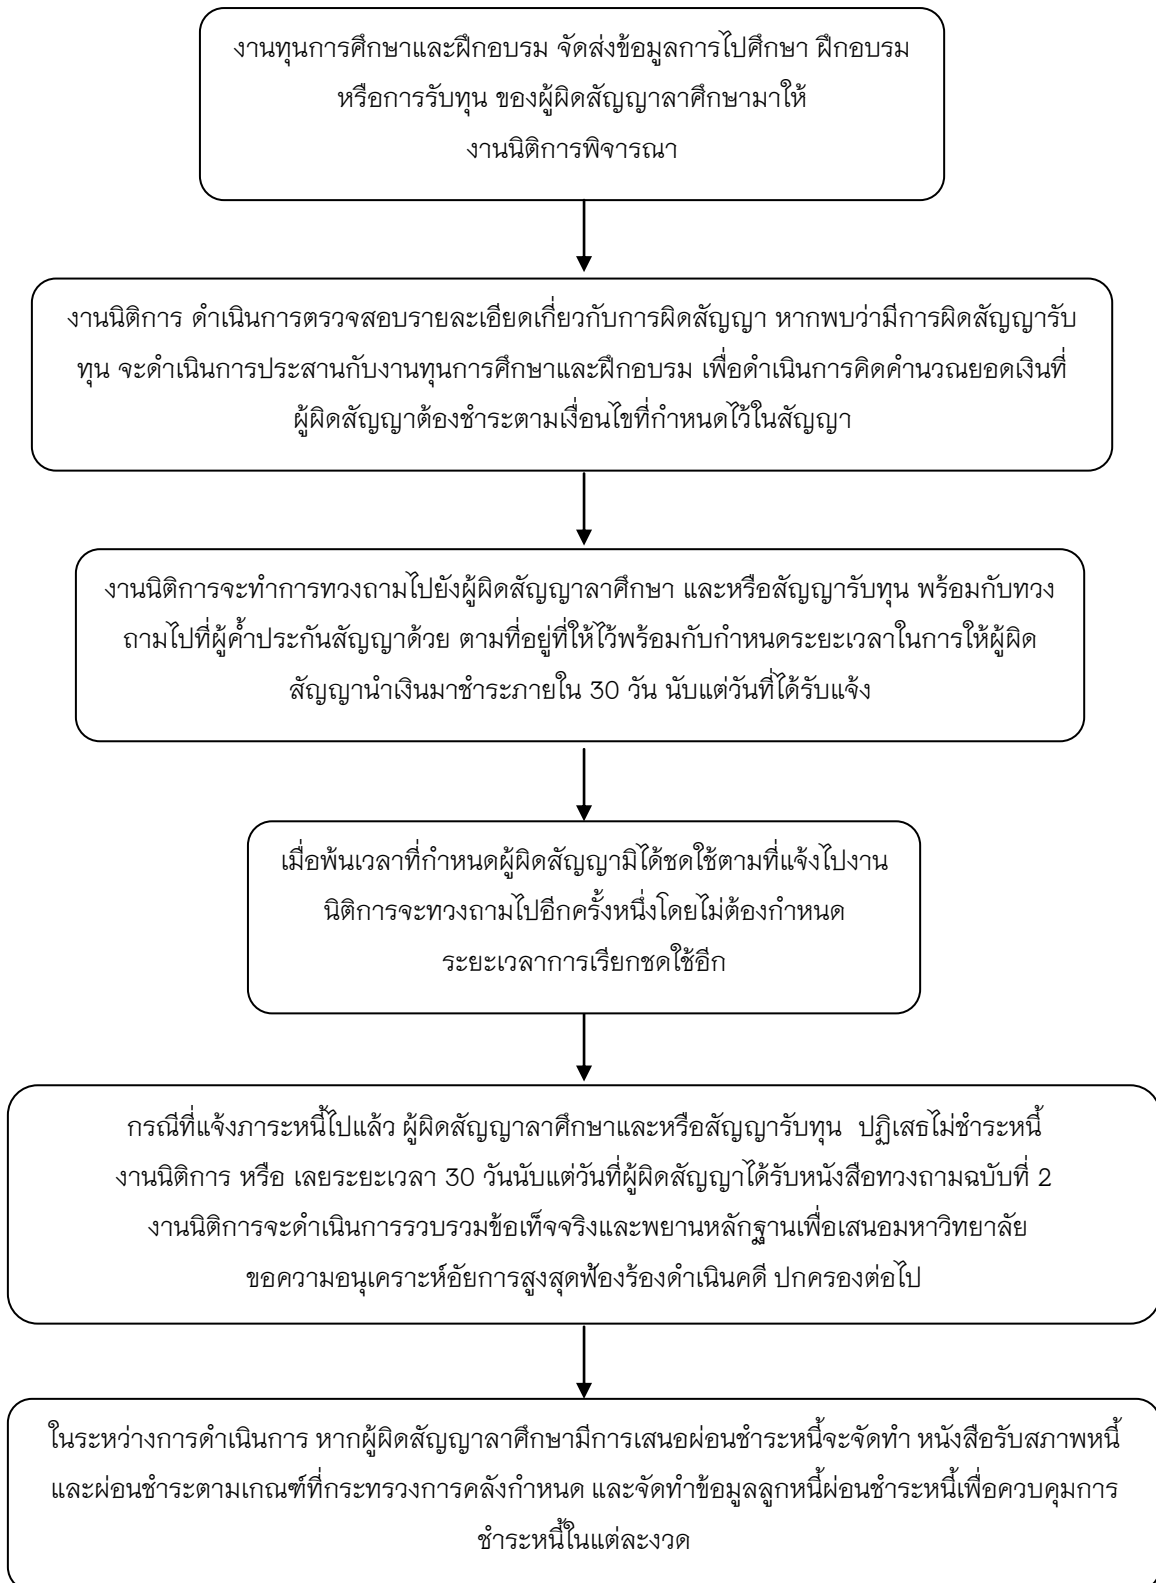 งานทุนการศึกษาและฝึกอบรม จัดส่งข้อมูลการไปศึกษา ฝึกอบรม
หรือการรับทุน ของผู้ผิดสัญญาลาศึกษามาให้
งานนิติการพิจารณา
งานนิติการ ดำเนินการตรวจสอบรายละเอียดเกี่ยวกับการผิดสัญญา หากพบว่ามีการผิดสัญญารับ
ทุน จะดำเนินการประสานกับงานทุนการศึกษาและฝึกอบรม เพื่อดำเนินการคิดคำนวณยอดเงินที่
ผู้ผิดสัญญาต้องชำระตามเงื่อนไขที่กำหนดไว้ในสัญญา
งานนิติการจะทำการทวงถามไปยังผู้ผิดสัญญาลาศึกษา และหรือสัญญารับทุน พร้อมกับทวง
ถามไปที่ผู้ค้ำประกันสัญญาด้วย ตามที่อยู่ที่ให้ไว้พร้อมกับกำหนดระยะเวลาในการให้ผู้ผิด
สัญญานำเงินมาชำระภายใน 30 วัน นับแต่วันที่ได้รับแจ้ง
เมื่อพ้นเวลาที่กำหนดผู้ผิดสัญญามิได้ชดใช้ตามที่แจ้งไปงาน
นิติการจะทวงถามไปอีกครั้งหนึ่งโดยไม่ต้องกำหนด
ระยะเวลาการเรียกชดใช้อีก
กรณีที่แจ้งภาระหนี้ไปแล้ว ผู้ผิดสัญญาลาศึกษาและหรือสัญญารับทุน  ปฏิเสธไม่ชำระหนี้
งานนิติการ หรือ เลยระยะเวลา 30 วันนับแต่วันที่ผู้ผิดสัญญาได้รับหนังสือทวงถามฉบับที่ 2
งานนิติการจะดำเนินการรวบรวมข้อเท็จจริงและพยานหลักฐานเพื่อเสนอมหาวิทยาลัย
ขอความอนุเคราะห์อัยการสูงสุดฟ้องร้องดำเนินคดี ปกครองต่อไป
ในระหว่างการดำเนินการ หากผู้ผิดสัญญาลาศึกษามีการเสนอผ่อนชำระหนี้จะจัดทำ หนังสือรับสภาพหนี้
และผ่อนชำระตามเกณฑ์ที่กระทรวงการคลังกำหนด และจัดทำข้อมูลลูกหนี้ผ่อนชำระหนี้เพื่อควบคุมการ
ชำระหนี้ในแต่ละงวด